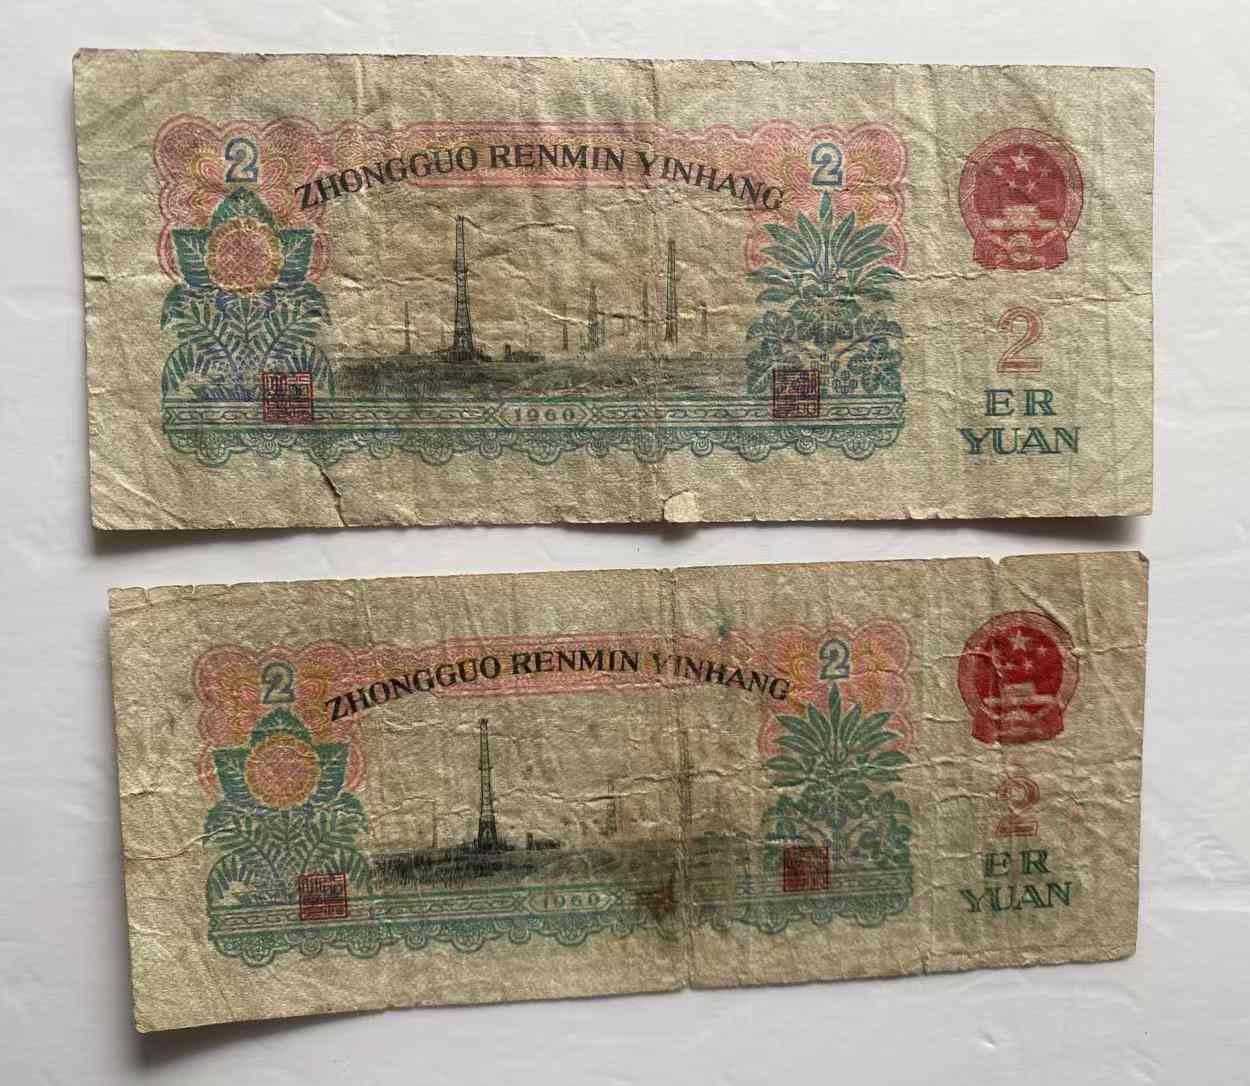 2 ZHONGGUO RENMIN YINHANG 2
2
ER
YUAN
1960
2 ZHONGGUO RENMIN YINHANG 2
2
ER
YUAN
1960